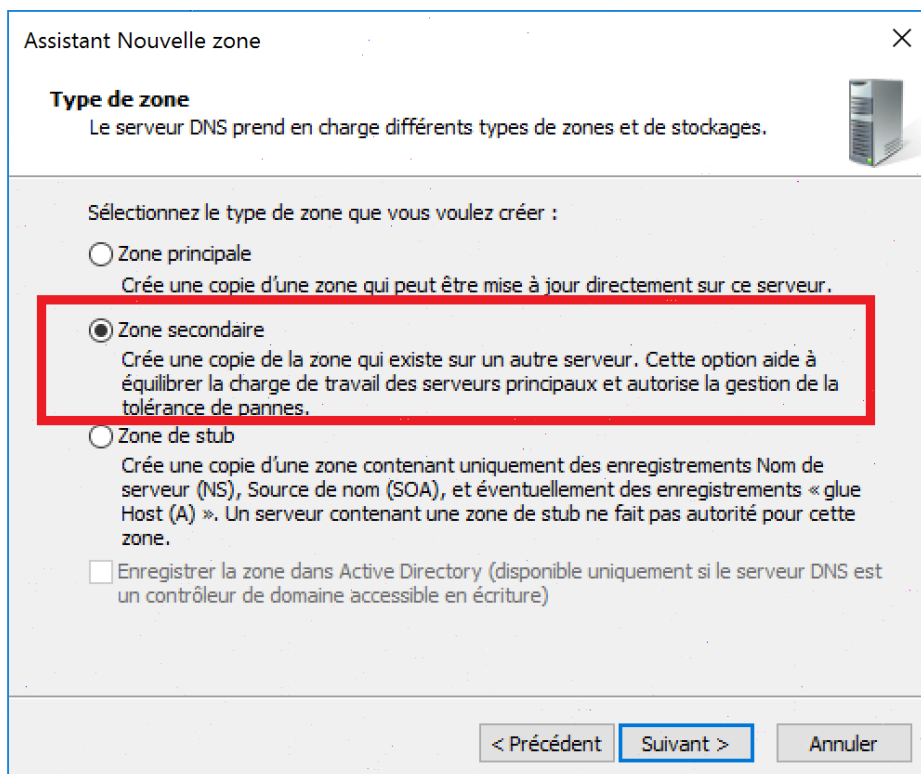 Assistant Nouvelle zone
Type de zone
Le serveur DNS prend en charge différents types de zones et de stockages.
Sélectionnez le type de zone que vous voulez créer :
Zone principale
Crée une copie d'une zone qui peut être mise à jour directement sur ce serveur.
Zone secondaire
Crée une copie de la zone qui existe sur un autre serveur. Cette option aide à
équilibrer la charge de travail des serveurs principaux et autorise la gestion de la
tolérance de pannes.
Zone de stub
Crée une copie d'une zone contenant uniquement des enregistrements Nom de
serveur (NS), Source de nom (SOA), et éventuellement des enregistrements « glue
Host (A) ». Un serveur contenant une zone de stub ne fait pas autorité pour cette
zone.
Enregistrer la zone dans Active Directory (disponible uniquement si le serveur DNS est
un contrôleur de domaine accessible en écriture)
< Précédent Suivant > Annuler